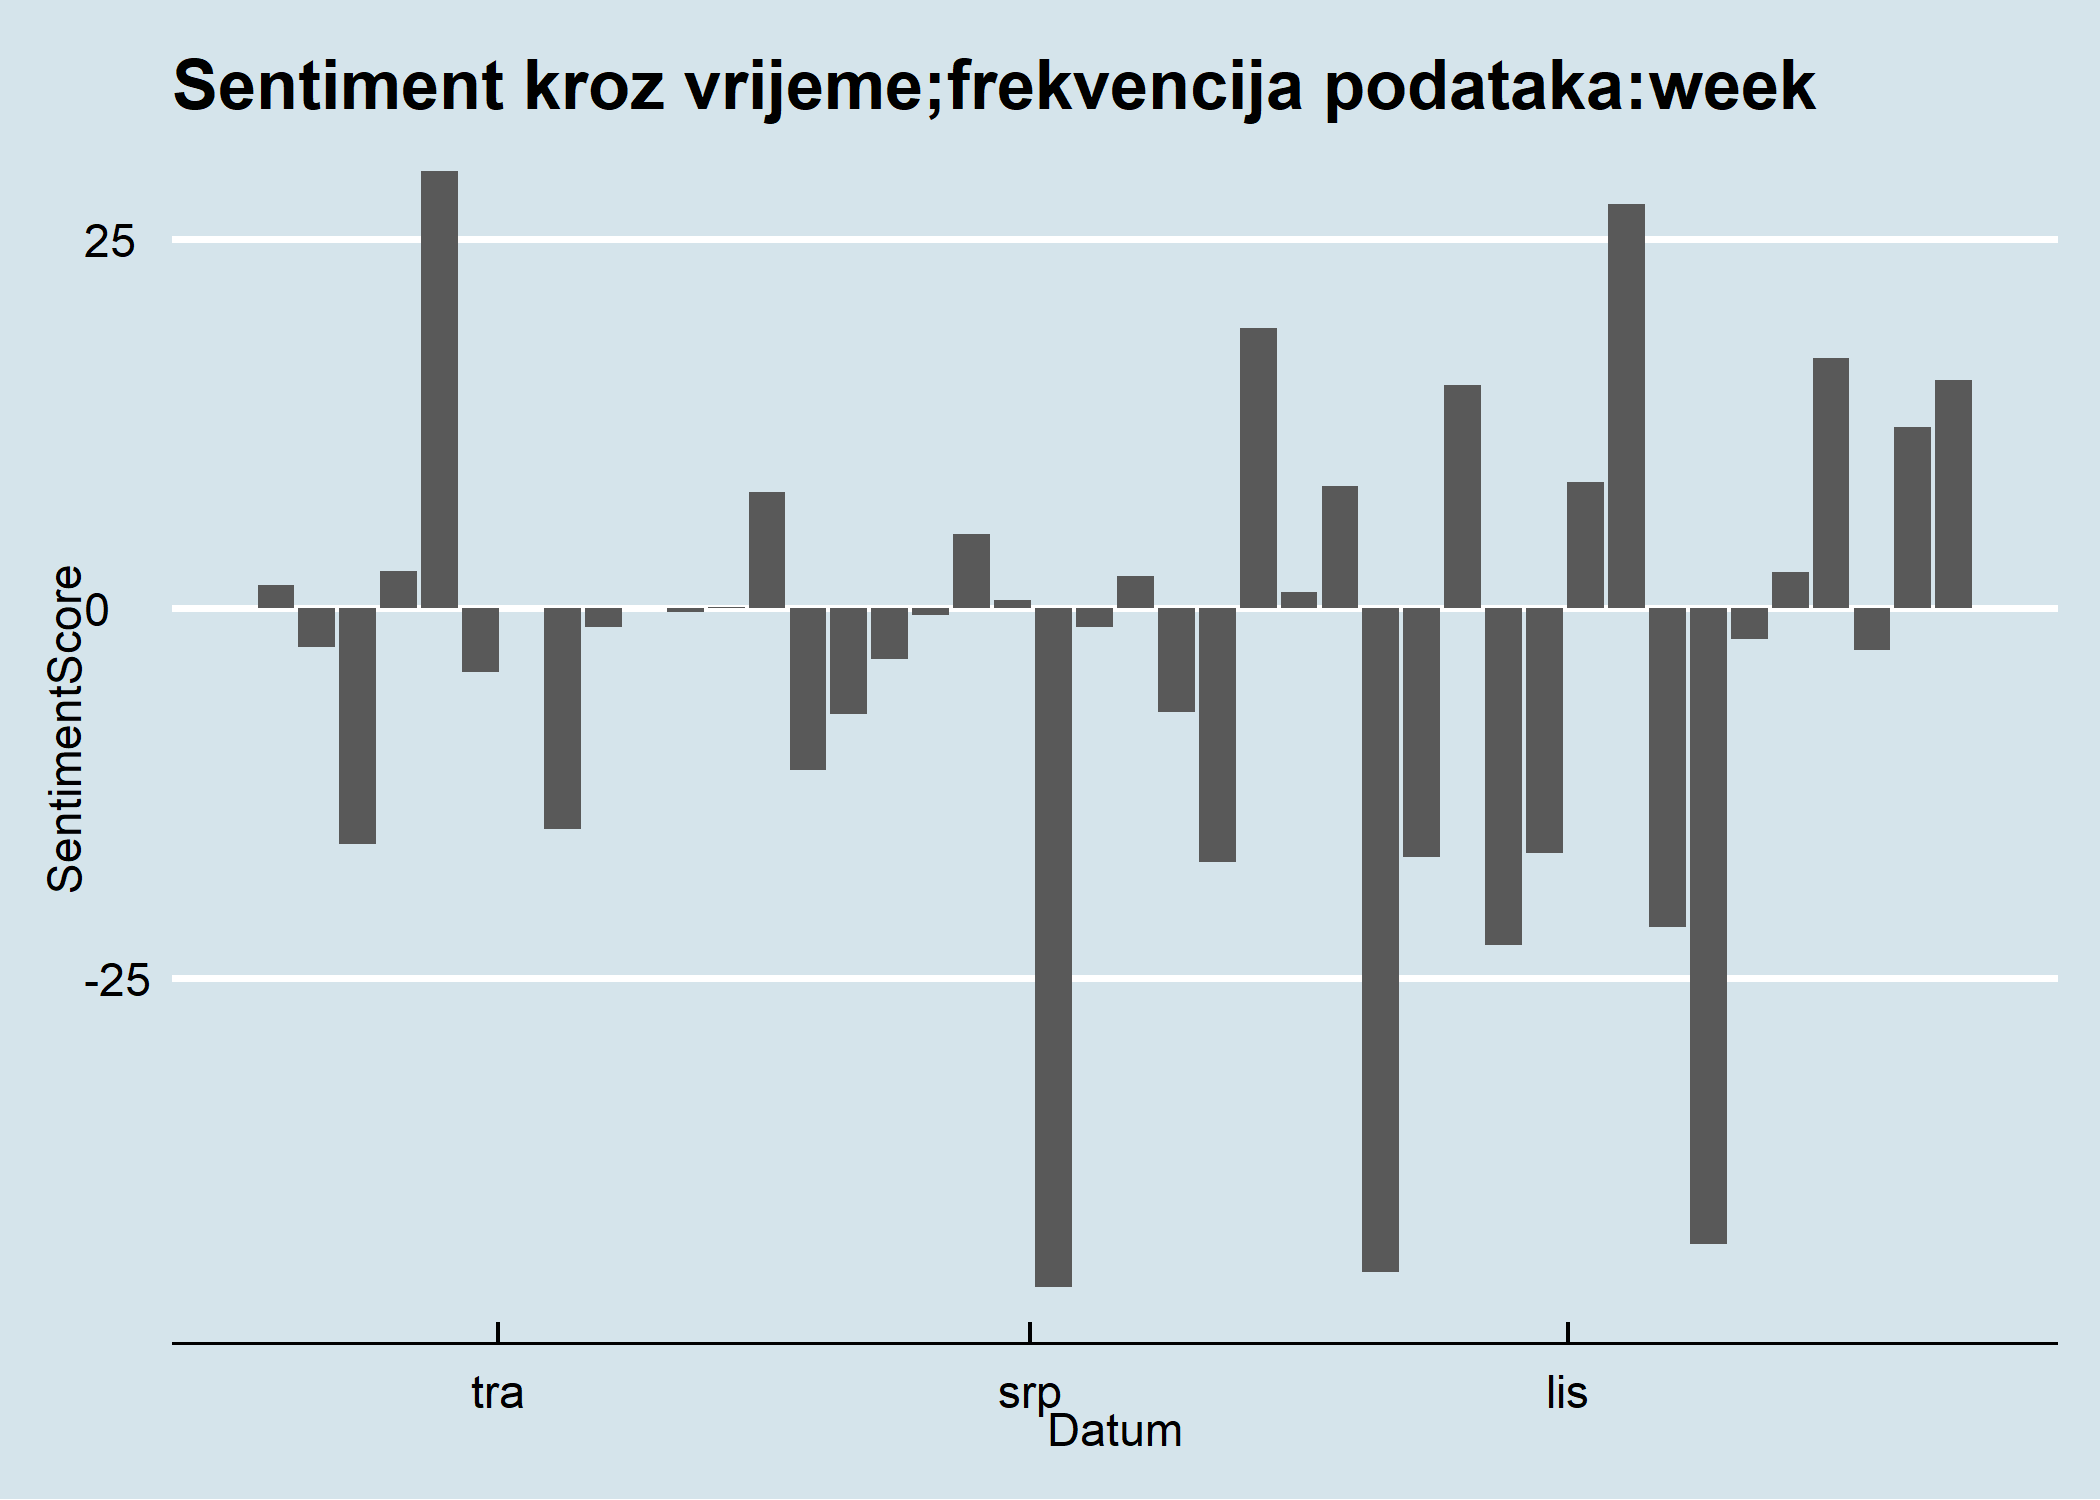 Sentiment kroz vrijeme;frekvencija podataka:week
25
0
-25
SentimentScore
tra
srp
lis
Datum